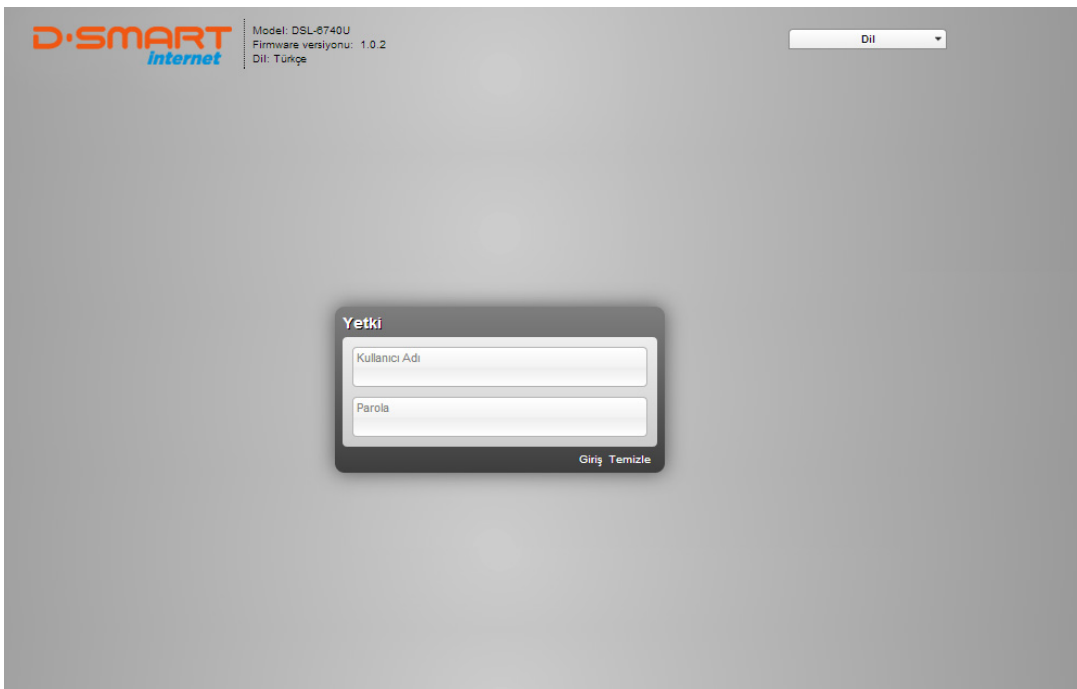 D·SMART
internet
Model: DSL-6740U
Firmware versiyonu: 1.0.2
Dil: Türkçe
Dil
Yetki
Kullanıcı Adı
Parola
Giriş Temizle